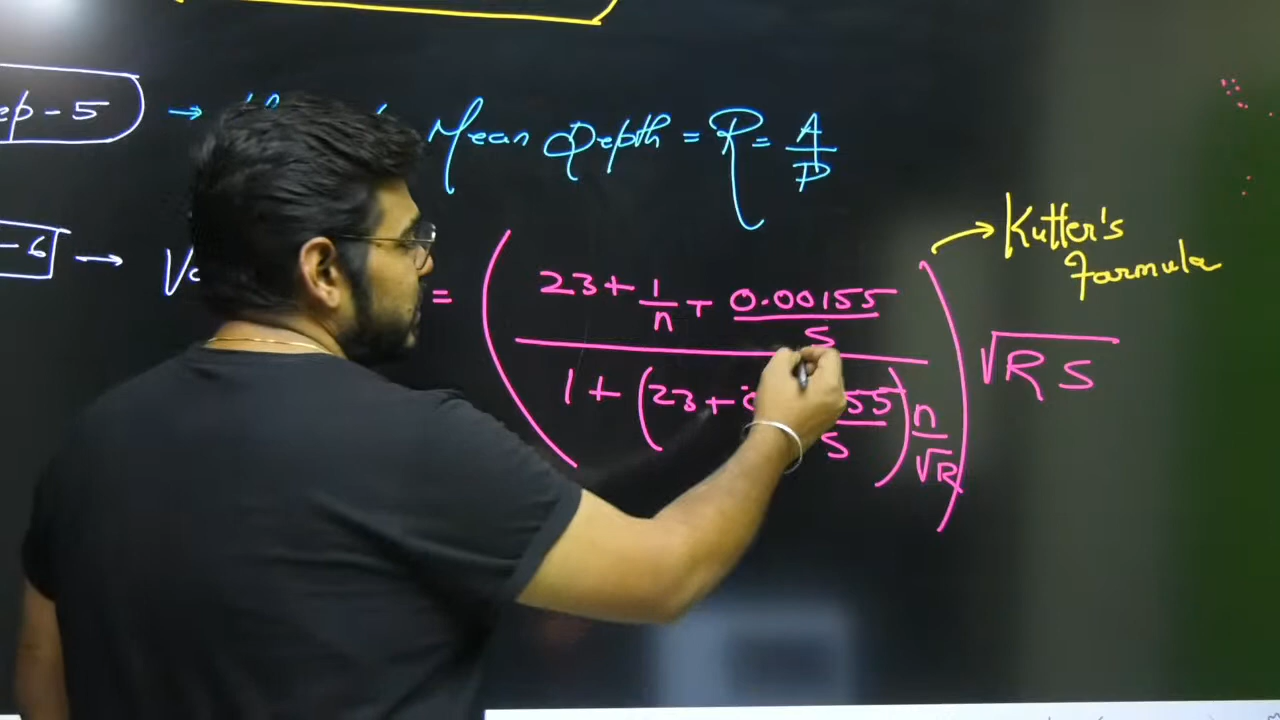 ep-5 → Mean Depth = R = A/P
-6 → = ( (23 + 1/n + 0.00155/s) / (1 + (23 + 55/s) n/√R) ) √RS
→ Kutter's
Formula